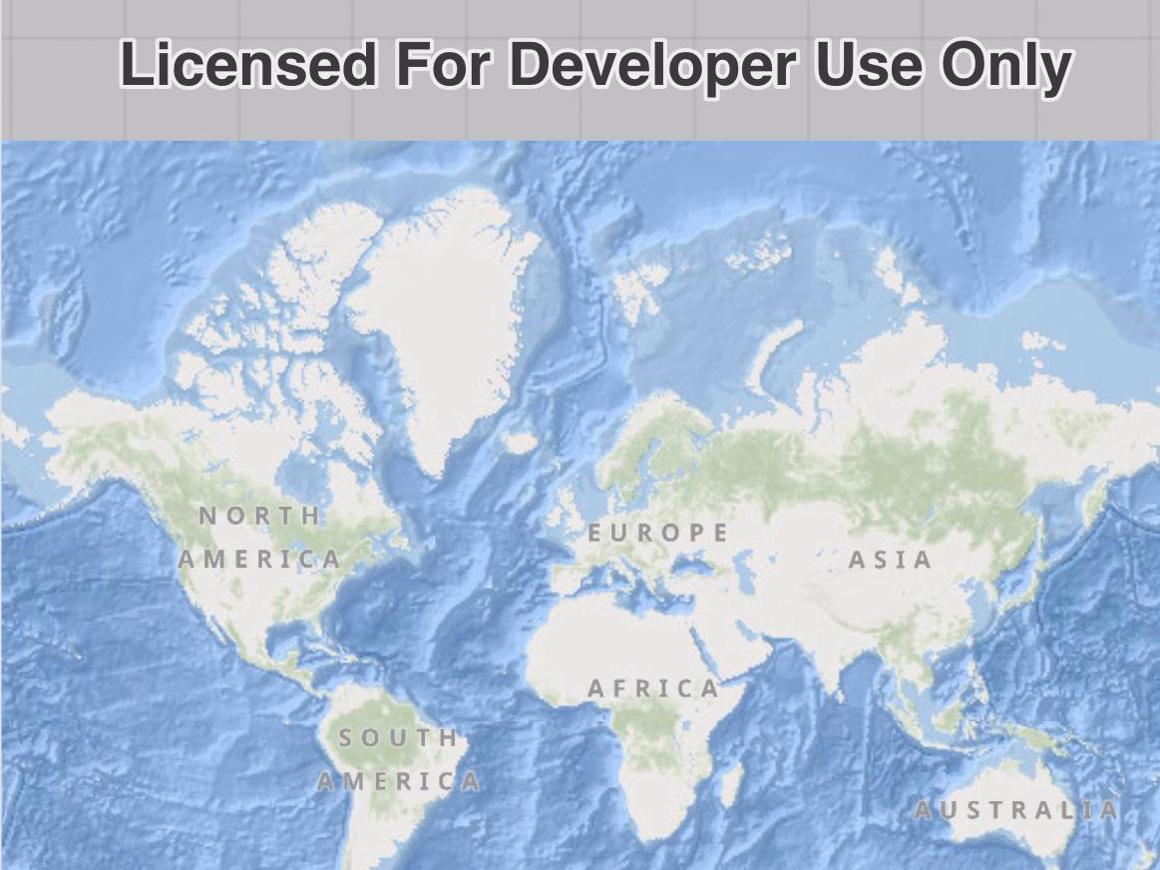 Licensed For Developer Use Only
NORTH
AMERICA
EUROPE
ASIA
AFRICA
SOUTH
AMERICA
AUSTRALIA